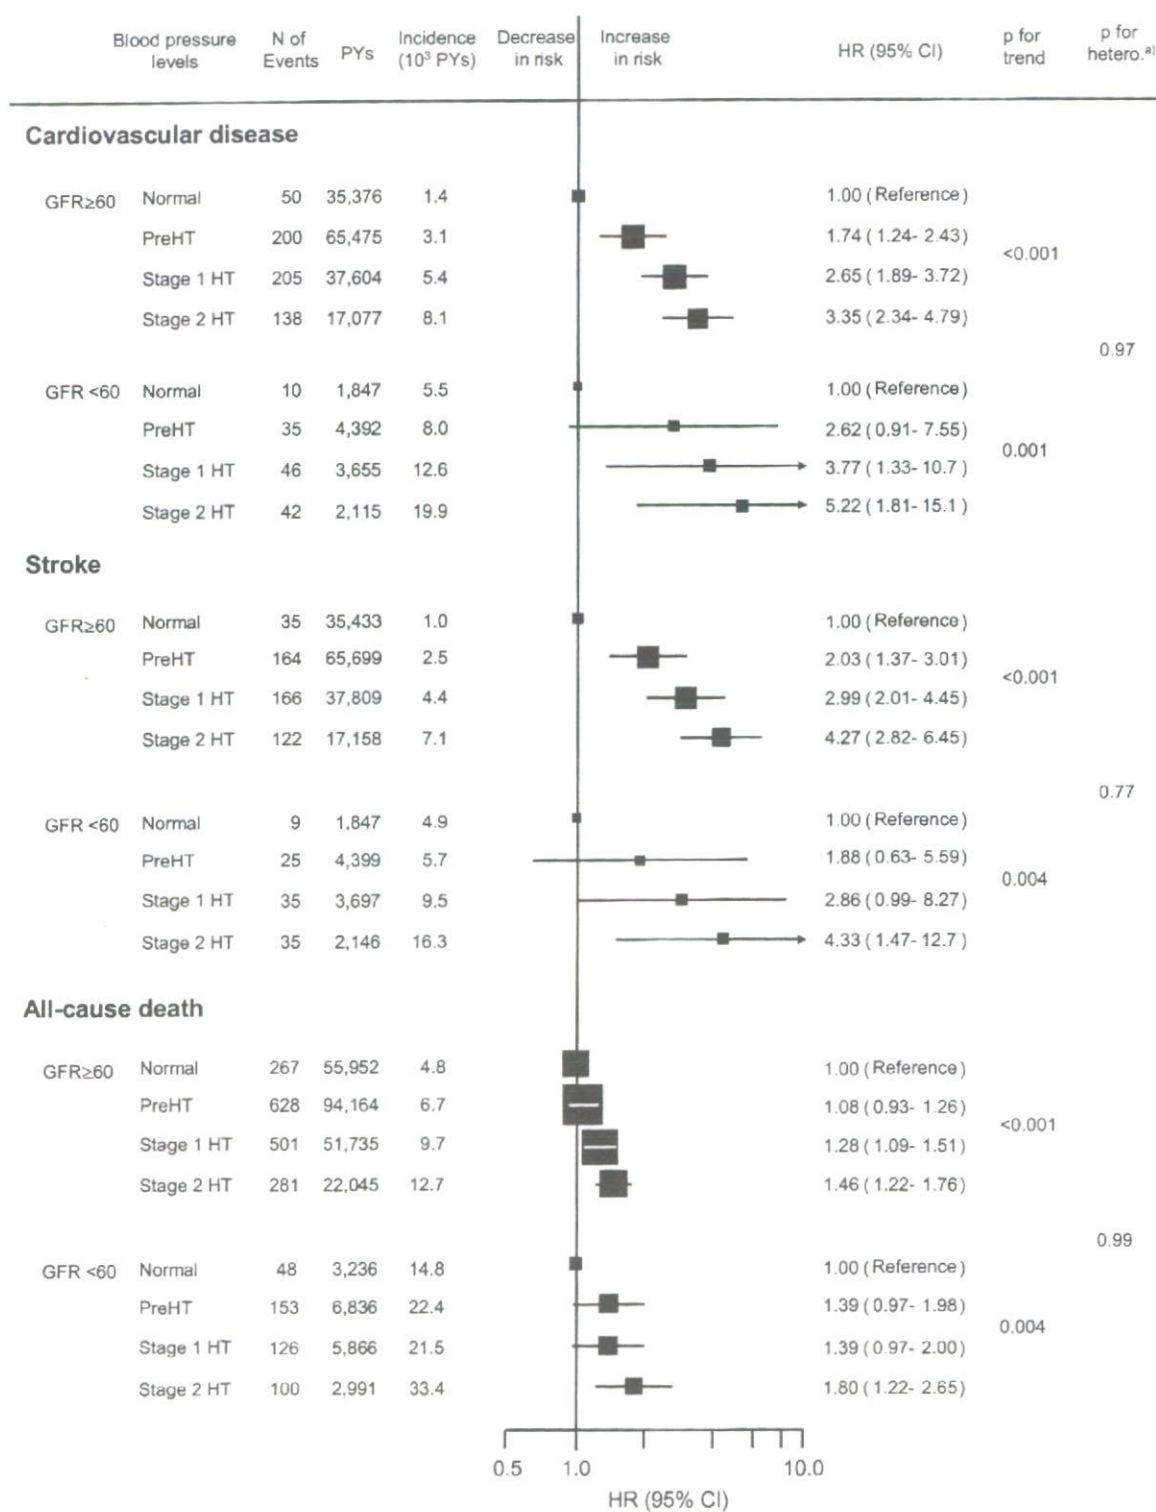 Blood pressure levels N of Events PYs Incidence (10³ PYs) Decrease in risk Increase in risk HR (95% CI) p for trend p for hetero.ᵃ⁾
Cardiovascular disease
GFR≥60 Normal 50 35,376 1.4 1.00 (Reference)
PreHT 200 65,475 3.1 1.74 (1.24- 2.43)
<0.001
Stage 1 HT 205 37,604 5.4 2.65 (1.89- 3.72)
Stage 2 HT 138 17,077 8.1 3.35 (2.34- 4.79)
0.97
GFR <60 Normal 10 1,847 5.5 1.00 (Reference)
PreHT 35 4,392 8.0 2.62 (0.91- 7.55)
0.001
Stage 1 HT 46 3,655 12.6 3.77 (1.33- 10.7)
Stage 2 HT 42 2,115 19.9 5.22 (1.81- 15.1)
Stroke
GFR≥60 Normal 35 35,433 1.0 1.00 (Reference)
PreHT 164 65,699 2.5 2.03 (1.37- 3.01)
<0.001
Stage 1 HT 166 37,809 4.4 2.99 (2.01- 4.45)
Stage 2 HT 122 17,158 7.1 4.27 (2.82- 6.45)
0.77
GFR <60 Normal 9 1,847 4.9 1.00 (Reference)
PreHT 25 4,399 5.7 1.88 (0.63- 5.59)
0.004
Stage 1 HT 35 3,697 9.5 2.86 (0.99- 8.27)
Stage 2 HT 35 2,146 16.3 4.33 (1.47- 12.7)
All-cause death
GFR≥60 Normal 267 55,952 4.8 1.00 (Reference)
PreHT 628 94,164 6.7 1.08 (0.93- 1.26)
<0.001
Stage 1 HT 501 51,735 9.7 1.28 (1.09- 1.51)
Stage 2 HT 281 22,045 12.7 1.46 (1.22- 1.76)
0.99
GFR <60 Normal 48 3,236 14.8 1.00 (Reference)
PreHT 153 6,836 22.4 1.39 (0.97- 1.98)
0.004
Stage 1 HT 126 5,866 21.5 1.39 (0.97- 2.00)
Stage 2 HT 100 2,991 33.4 1.80 (1.22- 2.65)
0.5 1.0 10.0
HR (95% CI)